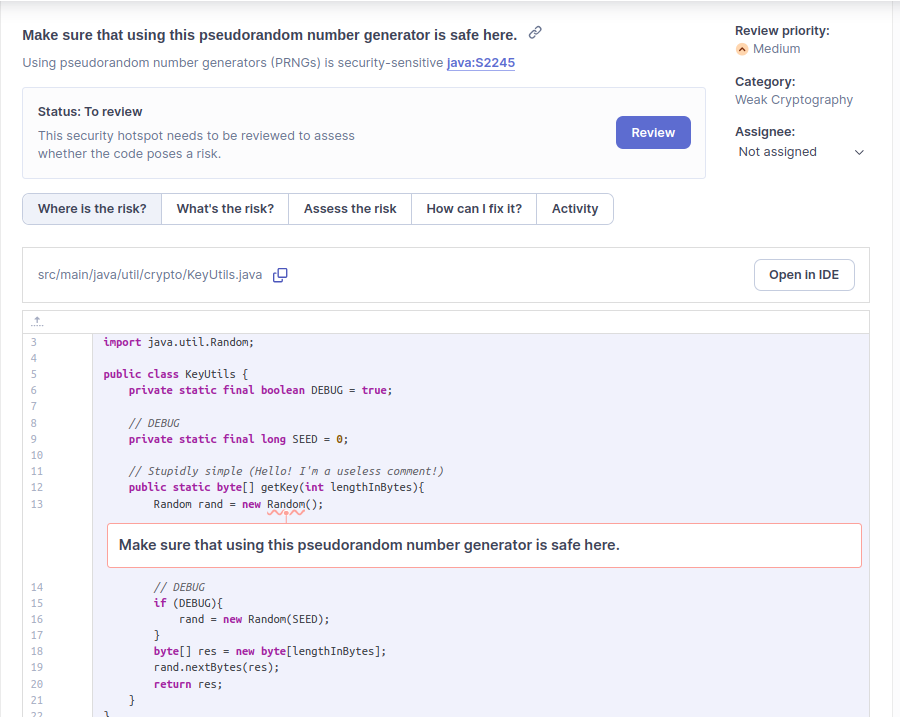 Make sure that using this pseudorandom number generator is safe here.
Using pseudorandom number generators (PRNGs) is security-sensitive java:S2245
Review priority:
Medium
Category:
Weak Cryptography
Assignee:
Not assigned
Status: To review
This security hotspot needs to be reviewed to assess
whether the code poses a risk.
Review
Where is the risk?
What's the risk?
Assess the risk
How can I fix it?
Activity
src/main/java/util/crypto/KeyUtils.java
Open in IDE
3 import java.util.Random;
4
5 public class KeyUtils {
6 private static final boolean DEBUG = true;
7
8 // DEBUG
9 private static final long SEED = 0;
10
11 // Stupidly simple (Hello! I'm a useless comment!)
12 public static byte[] getKey(int lengthInBytes){
13 Random rand = new Random();
Make sure that using this pseudorandom number generator is safe here.
14 // DEBUG
15 if (DEBUG){
16 rand = new Random(SEED);
17 }
18 byte[] res = new byte[lengthInBytes];
19 rand.nextBytes(res);
20 return res;
21 }
22 }